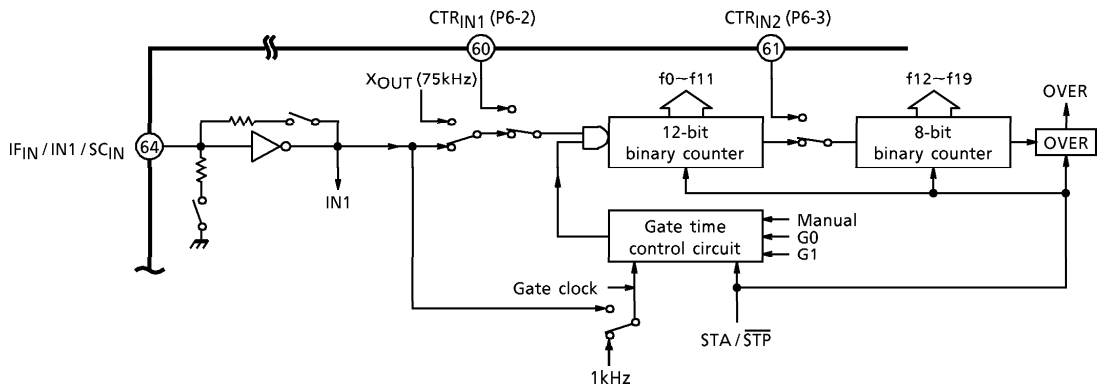 CTRIN1 (P6-2)
CTRIN2 (P6-3)
60
61
XOUT (75kHz)
f0~f11
f12~f19
OVER
IFIN / IN1 / SCIN
64
12-bit
binary counter
8-bit
binary counter
OVER
IN1
Gate time
control circuit
Manual
G0
G1
Gate clock
STA / STP
1kHz